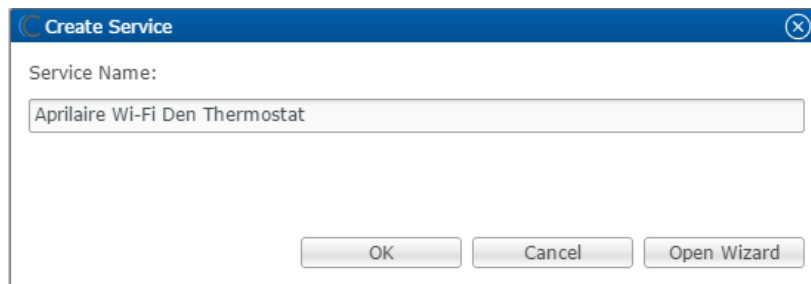 Create Service
Service Name:
Aprilaire Wi-Fi Den Thermostat
OK Cancel Open Wizard